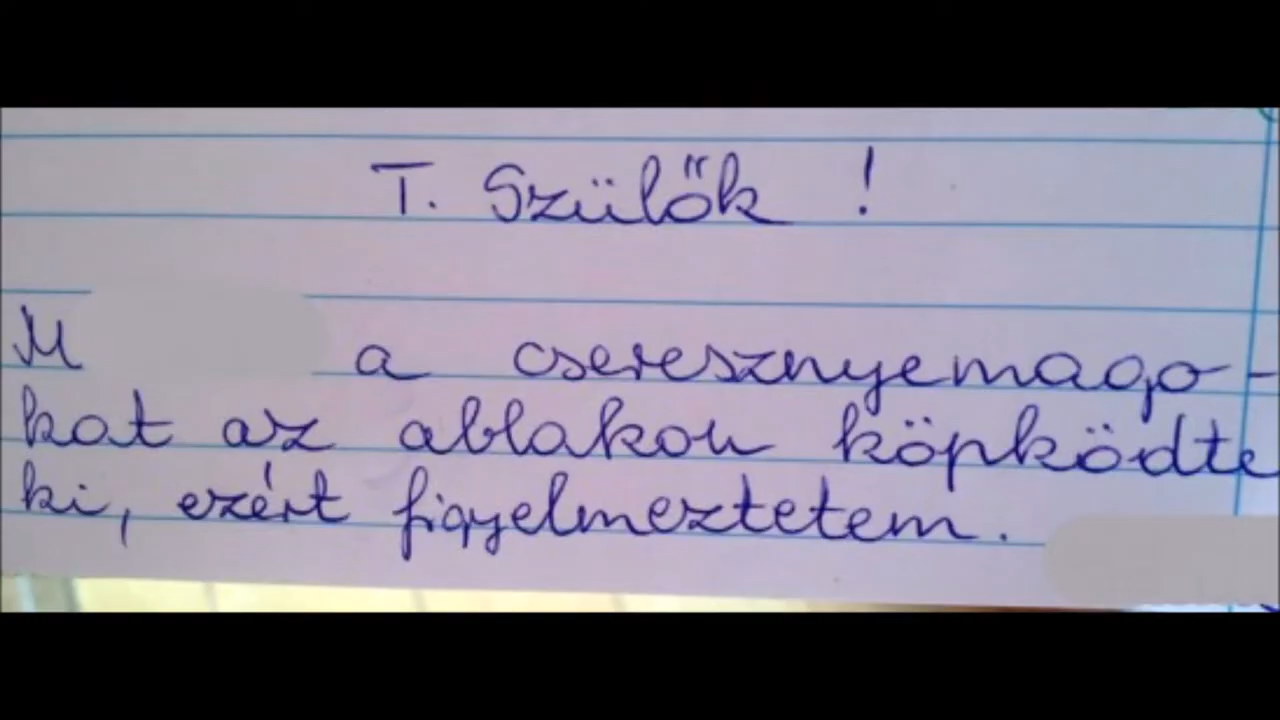 T. Szülők !
M a cseresznyemago-
kat az ablakon köpködte
ki, ezért figyelmeztetem.